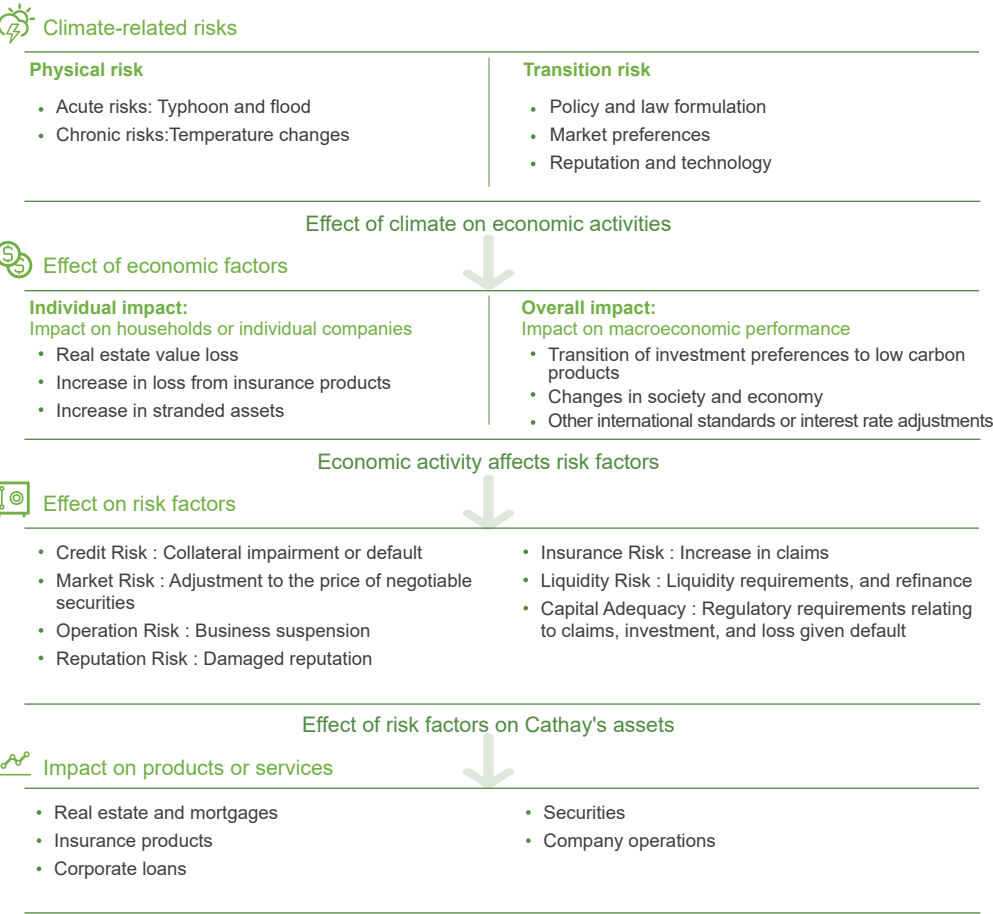 Climate-related risks
Physical risk
Acute risks: Typhoon and flood
Chronic risks:Temperature changes
Transition risk
Policy and law formulation
Market preferences
Reputation and technology
Effect of climate on economic activities
Effect of economic factors
Individual impact:
Impact on households or individual companies
Real estate value loss
Increase in loss from insurance products
Increase in stranded assets
Overall impact:
Impact on macroeconomic performance
Transition of investment preferences to low carbon
products
Changes in society and economy
Other international standards or interest rate adjustments
Economic activity affects risk factors
Effect on risk factors
Credit Risk : Collateral impairment or default
Market Risk : Adjustment to the price of negotiable
securities
Operation Risk : Business suspension
Reputation Risk : Damaged reputation
Insurance Risk : Increase in claims
Liquidity Risk : Liquidity requirements, and refinance
Capital Adequacy : Regulatory requirements relating
to claims, investment, and loss given default
Effect of risk factors on Cathay's assets
Impact on products or services
Real estate and mortgages
Insurance products
Corporate loans
Securities
Company operations